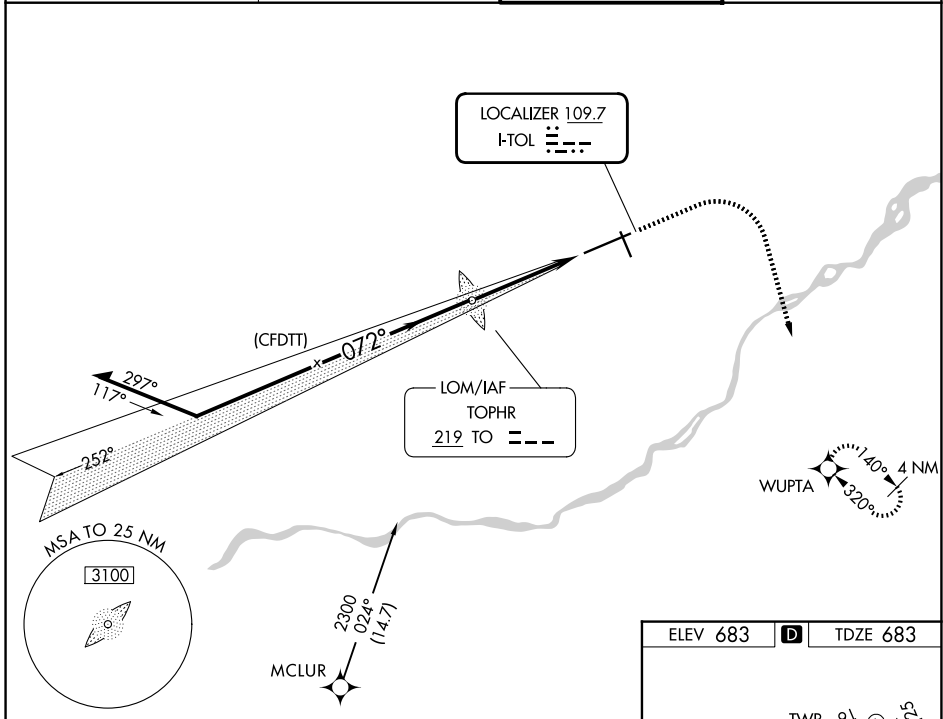 LOCALIZER 109.7
I-TOL
(CFDTT)
072°
297°
117°
LOM/IAF
TOPHR
219 TO
252°
WUPTA
140°
4 NM
320°
MSA TO 25 NM
3100
2300
024°
(14.7)
MCLUR
ELEV 683 D TDZE 683
TWR